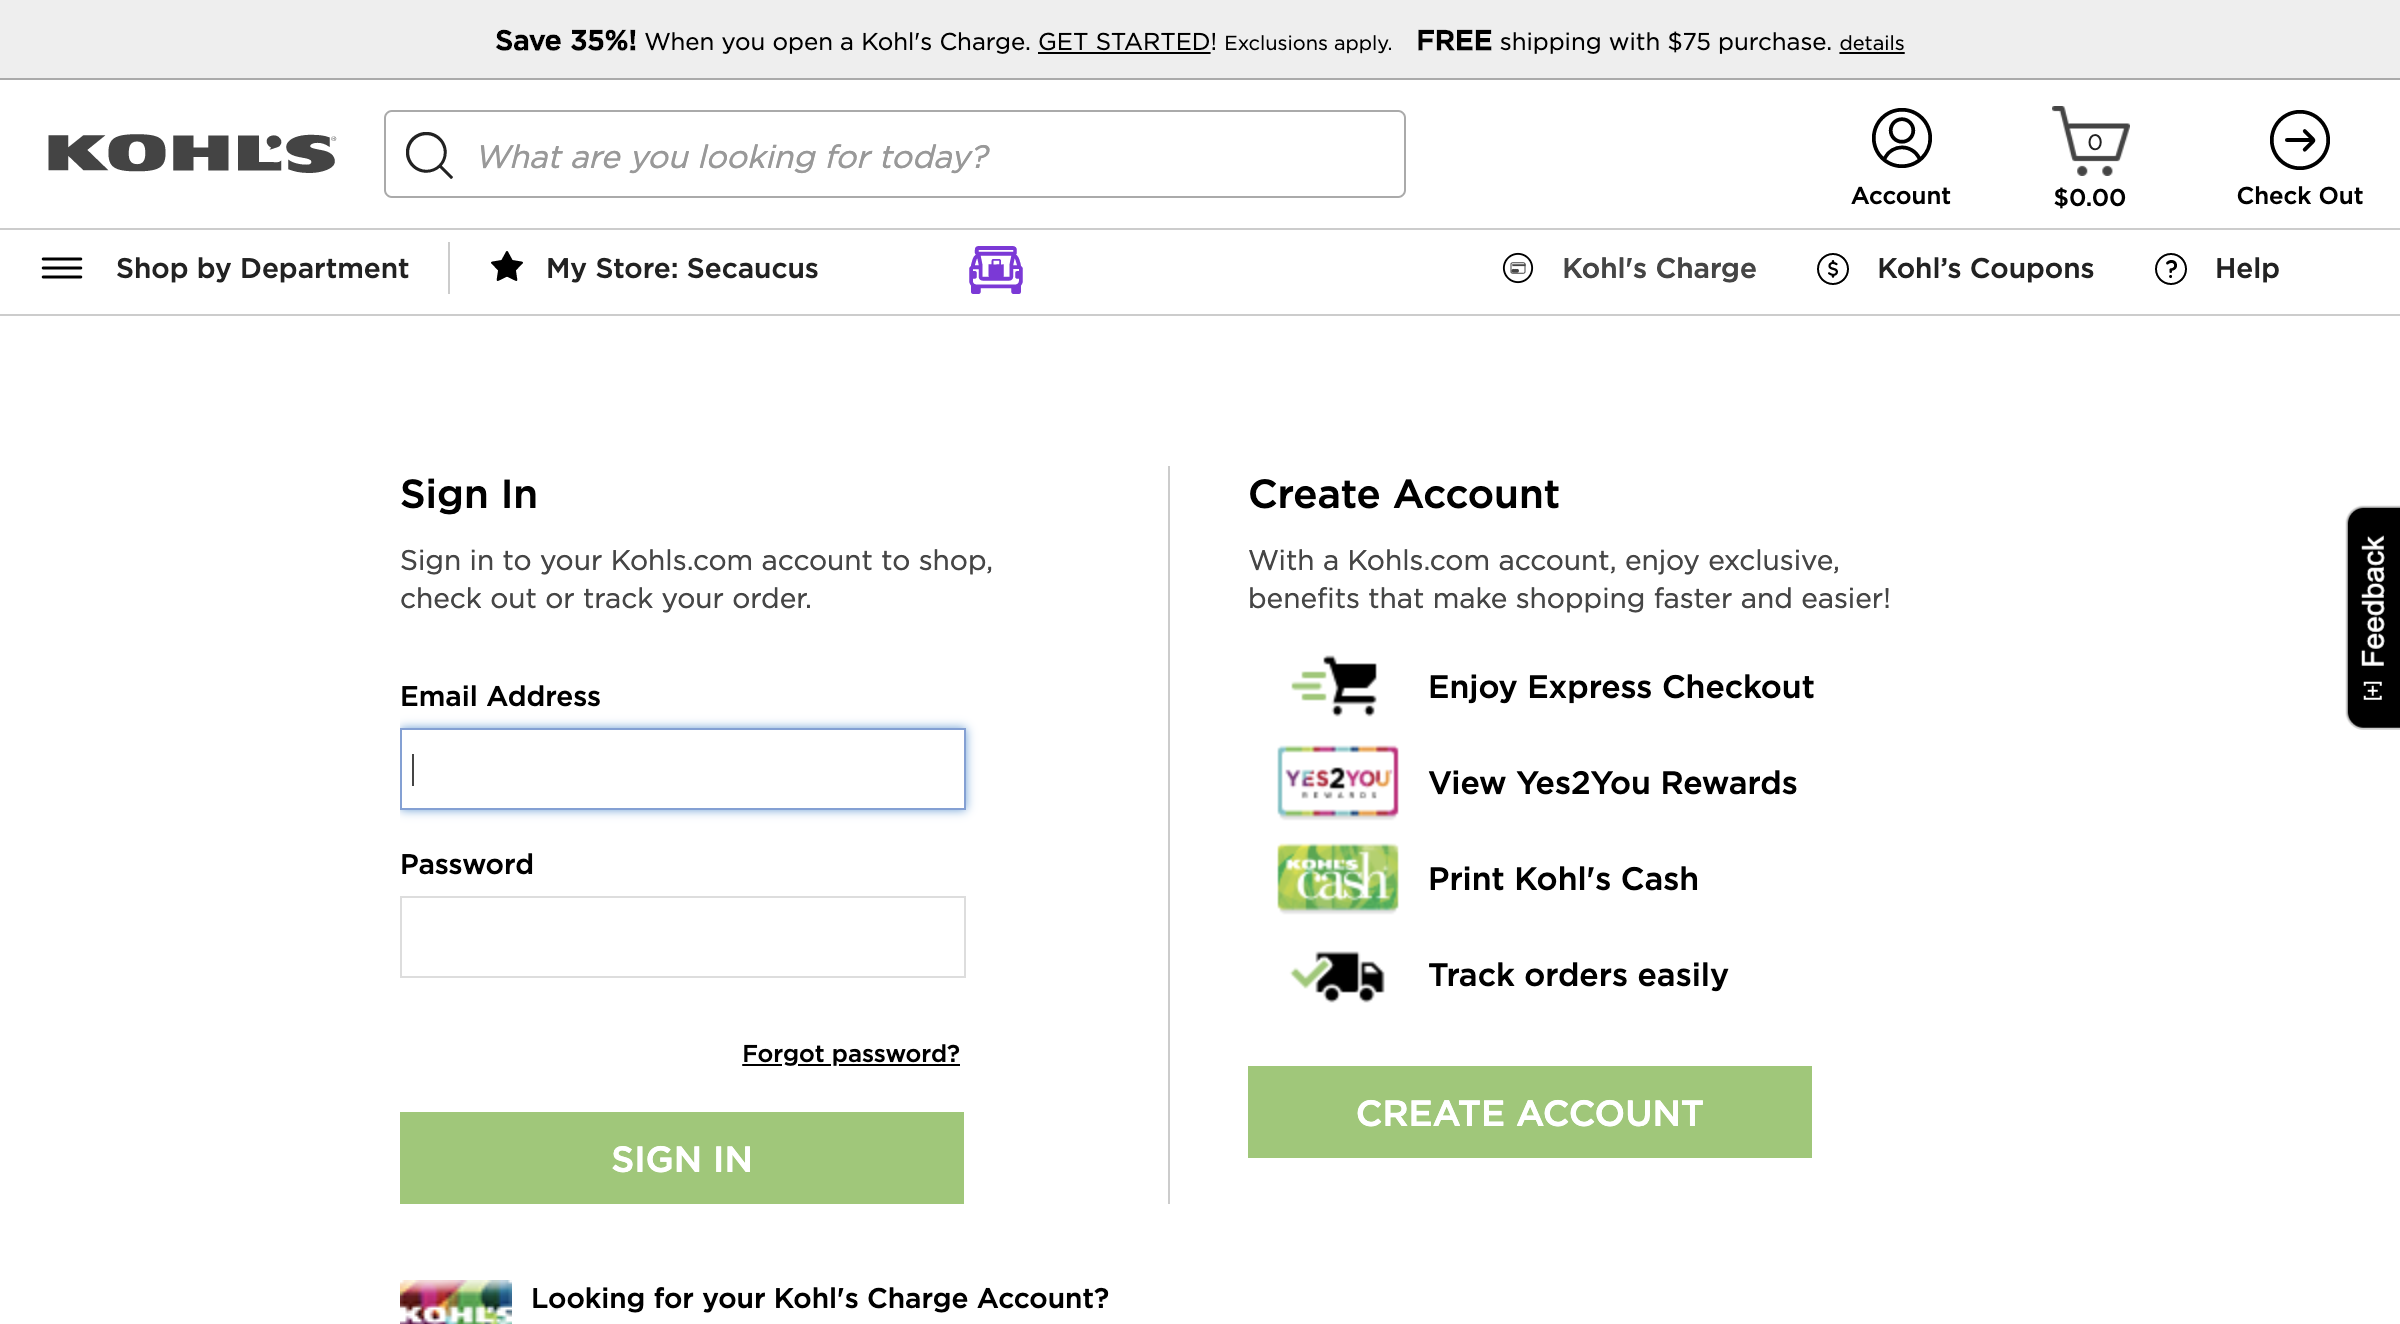 Save 35%! When you open a Kohl's Charge. GET STARTED! Exclusions apply. FREE shipping with $75 purchase. details
KOHL'S
What are you looking for today?
Account
0
$0.00
Check Out
Shop by Department
My Store: Secaucus
Kohl's Charge
$
Kohl’s Coupons
?
Help
Sign In
Sign in to your Kohls.com account to shop,
check out or track your order.
Email Address
Password
Forgot password?
SIGN IN
Create Account
With a Kohls.com account, enjoy exclusive,
benefits that make shopping faster and easier!
Enjoy Express Checkout
YES2YOU
REWARDS
View Yes2You Rewards
KOHL'S
cash
Print Kohl's Cash
Track orders easily
CREATE ACCOUNT
[+] Feedback
KOHL'S
Looking for your Kohl's Charge Account?